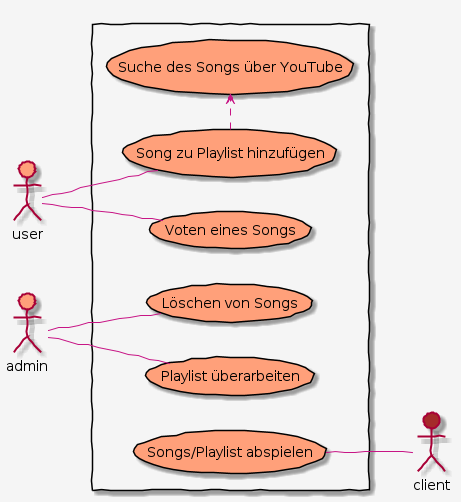 Suche des Songs über YouTube
Song zu Playlist hinzufügen
user
Voten eines Songs
Löschen von Songs
admin
Playlist überarbeiten
Songs/Playlist abspielen
client